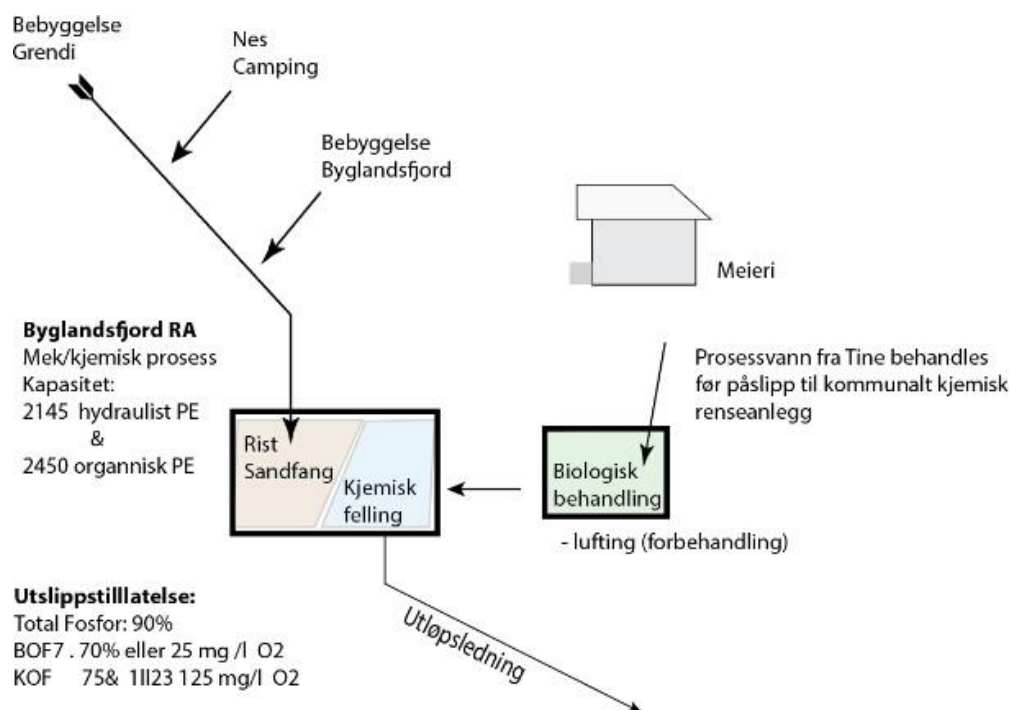 Bebyggelse
Grendi
Nes
Camping
Bebyggelse
Byglandsfjord
Meieri
Byglandsfjord RA
Mek/kjemisk prosess
Kapasitet:
2145 hydraulist PE
&
2450 organnisk PE
Prosessvann fra Tine behandles
før påslipp til kommunalt kjemisk
renseanlegg
Rist
Sandfang
Kjemisk
felling
Biologisk
behandling
- lufting (forbehandling)
Utslippstilllatelse:
Total Fosfor: 90%
BOF7 . 70% eller 25 mg /l O2
KOF 75& 1lI23 125 mg/l O2
Utløpsledning